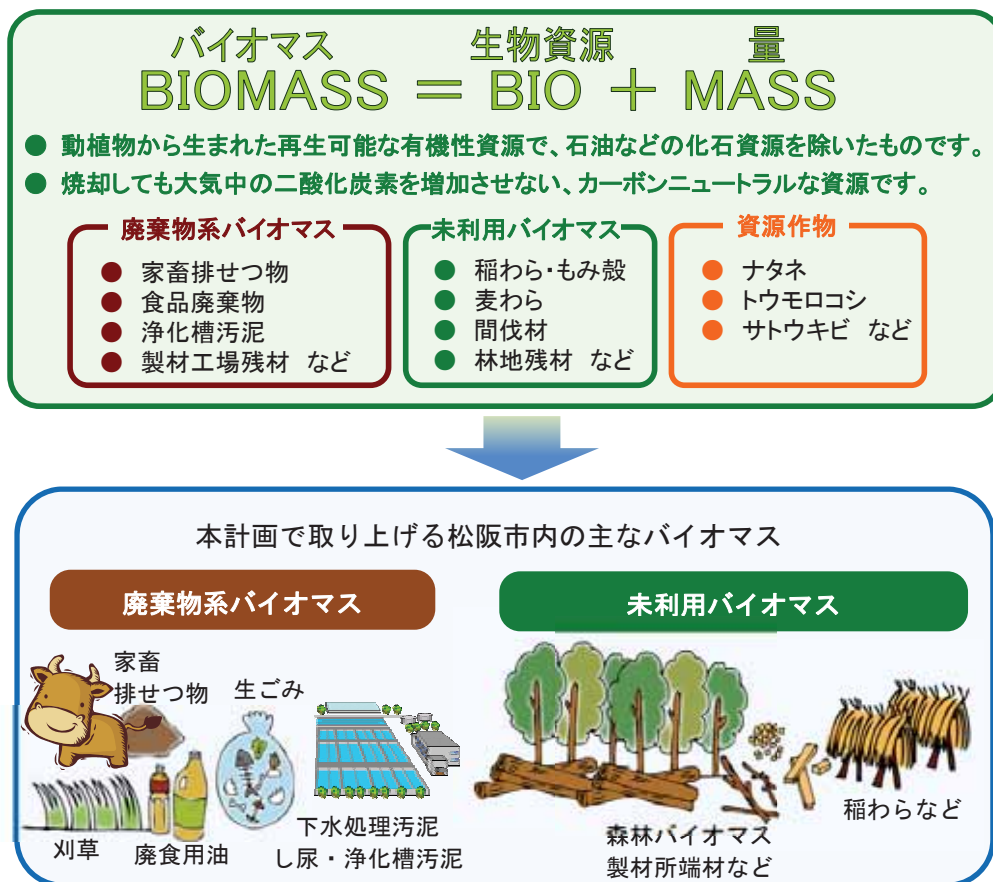 バイオマス 生物資源 量
BIOMASS = BIO + MASS
● 動植物から生まれた再生可能な有機性資源で、石油などの化石資源を除いたものです。
● 焼却しても大気中の二酸化炭素を増加させない、カーボンニュートラルな資源です。
廃棄物系バイオマス
● 家畜排せつ物
● 食品廃棄物
● 浄化槽汚泥
● 製材工場残材 など
未利用バイオマス
● 稲わら・もみ殻
● 麦わら
● 間伐材
● 林地残材 など
資源作物
● ナタネ
● トウモロコシ
● サトウキビ など
本計画で取り上げる松阪市内の主なバイオマス
廃棄物系バイオマス
家畜
排せつ物
生ごみ
刈草
廃食用油
下水処理汚泥
し尿・浄化槽汚泥
未利用バイオマス
森林バイオマス
製材所端材など
稲わらなど